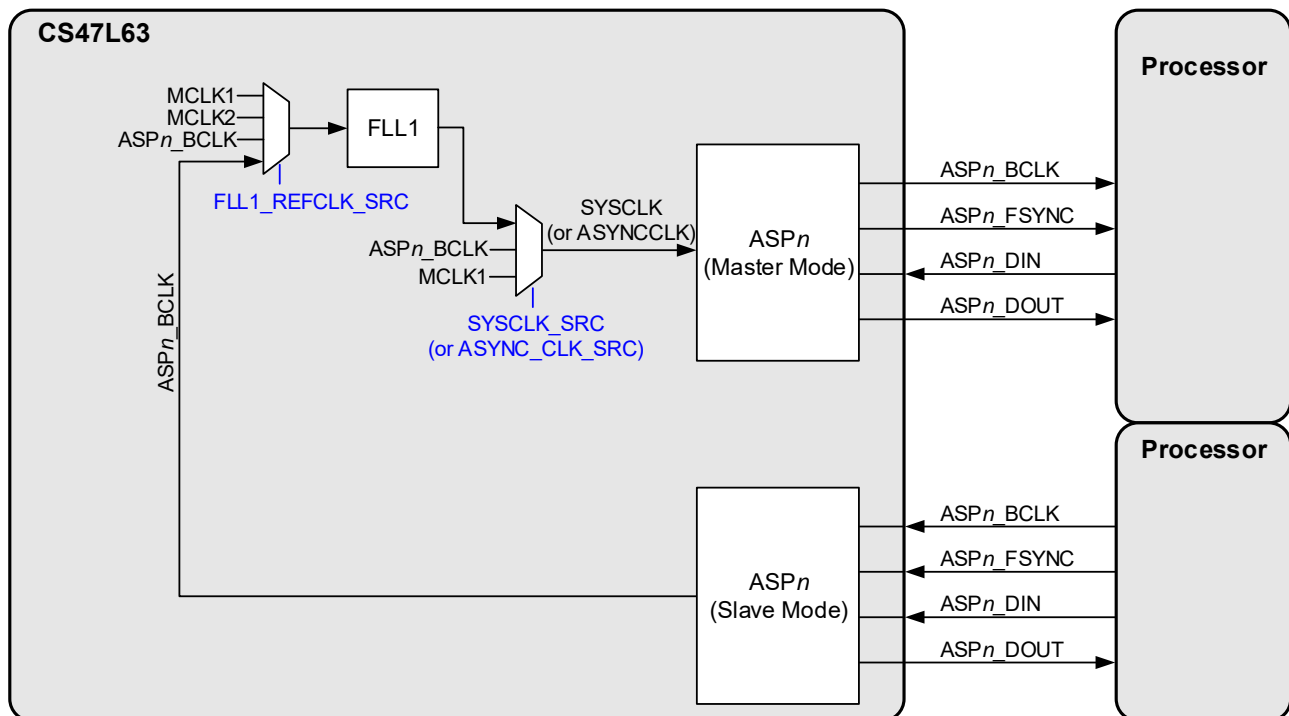 CS47L63
Processor
MCLK1
MCLK2
ASPn_BCLK
FLL1
FLL1_REFCLK_SRC
SYSCLK
(or ASYNCCLK)
ASPn_BCLK
MCLK1
SYSCLK_SRC
(or ASYNC_CLK_SRC)
ASPn
(Master Mode)
ASPn_BCLK
ASPn_FSYNC
ASPn_DIN
ASPn_DOUT
ASPn_BCLK
Processor
ASPn
(Slave Mode)
ASPn_BCLK
ASPn_FSYNC
ASPn_DIN
ASPn_DOUT